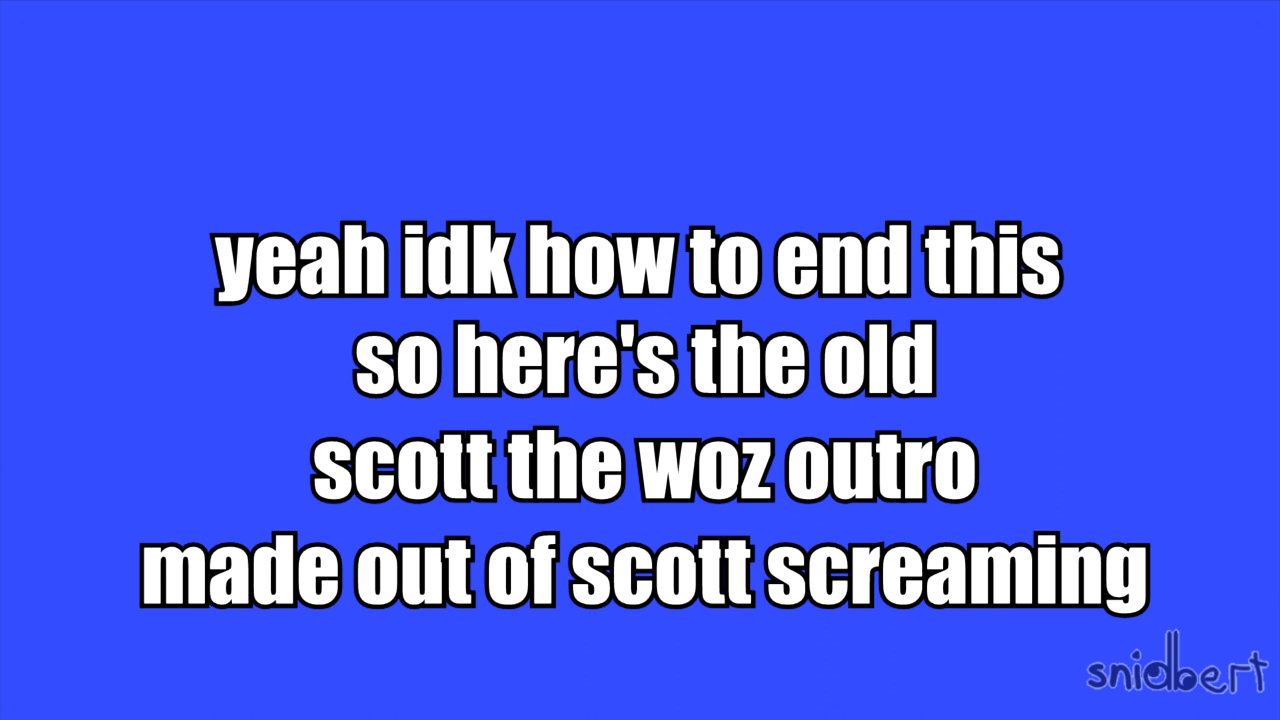 yeah idk how to end this
so here's the old
scott the woz outro
made out of scott screaming
snidbert